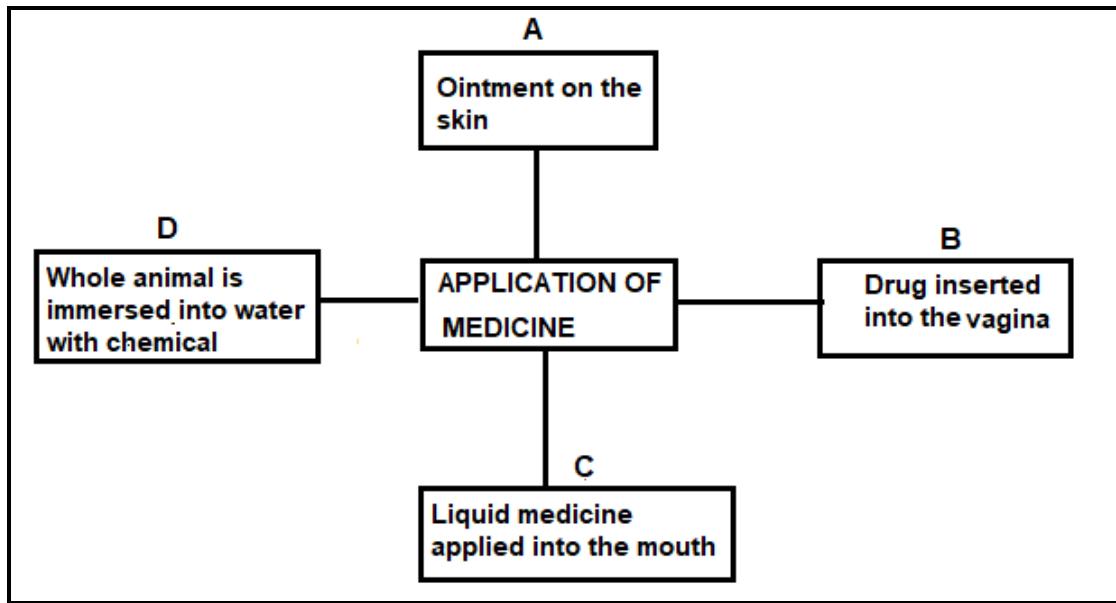 A
Ointment on the
skin
D
Whole animal is
immersed into water
with chemical
APPLICATION OF
MEDICINE
B
Drug inserted
into the vagina
C
Liquid medicine
applied into the mouth